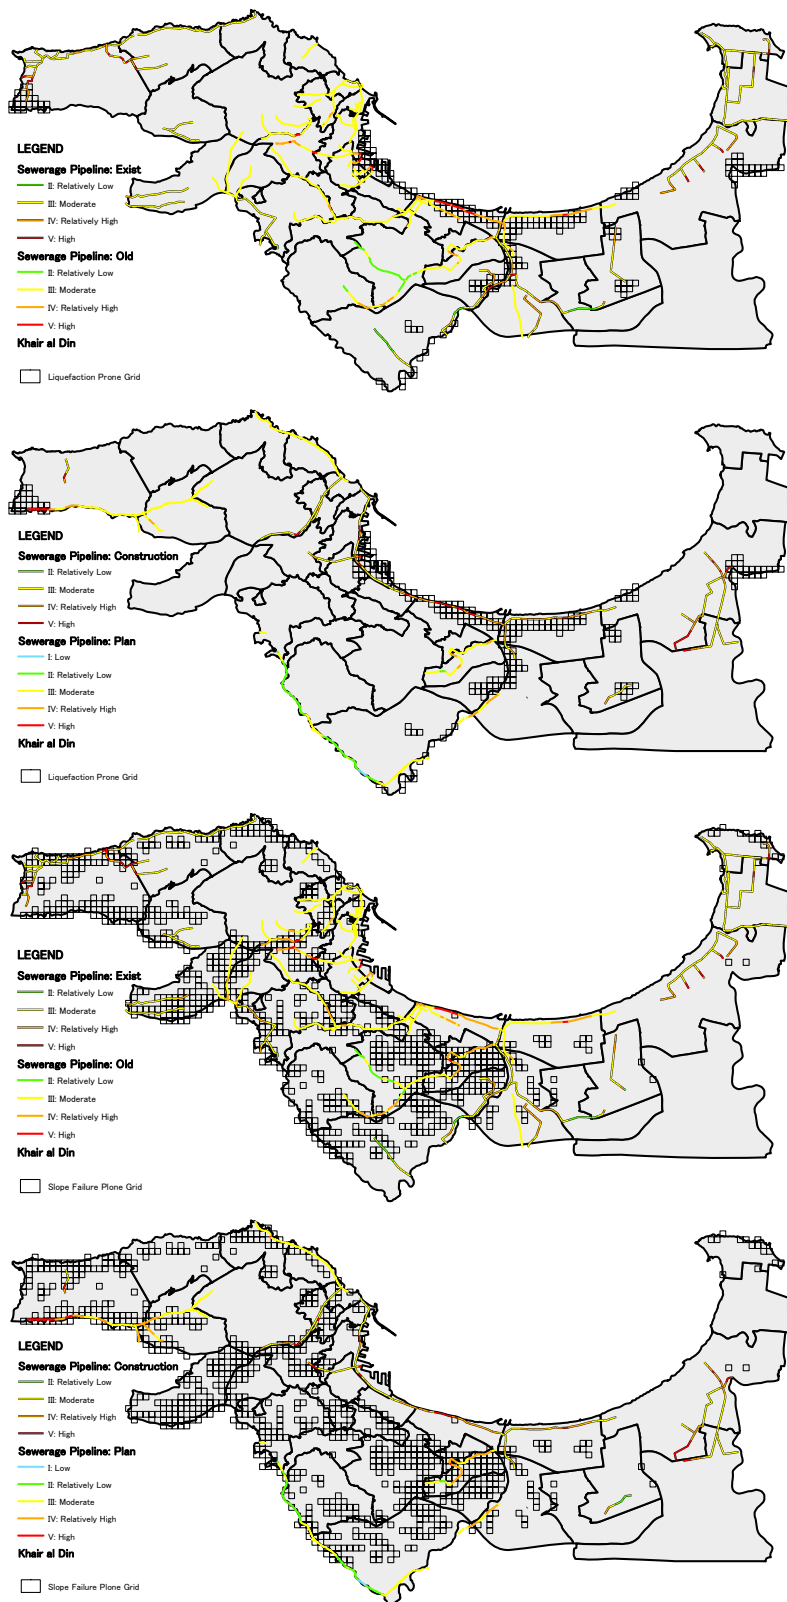 LEGEND
Sewerage Pipeline: Exist
II: Relatively Low
III: Moderate
IV: Relatively High
V: High
Sewerage Pipeline: Old
II: Relatively Low
III: Moderate
IV: Relatively High
V: High
Khair al Din
Liquefaction Prone Grid
LEGEND
Sewerage Pipeline: Construction
II: Relatively Low
III: Moderate
IV: Relatively High
V: High
Sewerage Pipeline: Plan
I: Low
II: Relatively Low
III: Moderate
IV: Relatively High
V: High
Khair al Din
Liquefaction Prone Grid
LEGEND
Sewerage Pipeline: Exist
II: Relatively Low
III: Moderate
IV: Relatively High
V: High
Sewerage Pipeline: Old
II: Relatively Low
III: Moderate
IV: Relatively High
V: High
Khair al Din
Slope Failure Plone Grid
LEGEND
Sewerage Pipeline: Construction
II: Relatively Low
III: Moderate
IV: Relatively High
V: High
Sewerage Pipeline: Plan
I: Low
II: Relatively Low
III: Moderate
IV: Relatively High
V: High
Khair al Din
Slope Failure Plone Grid